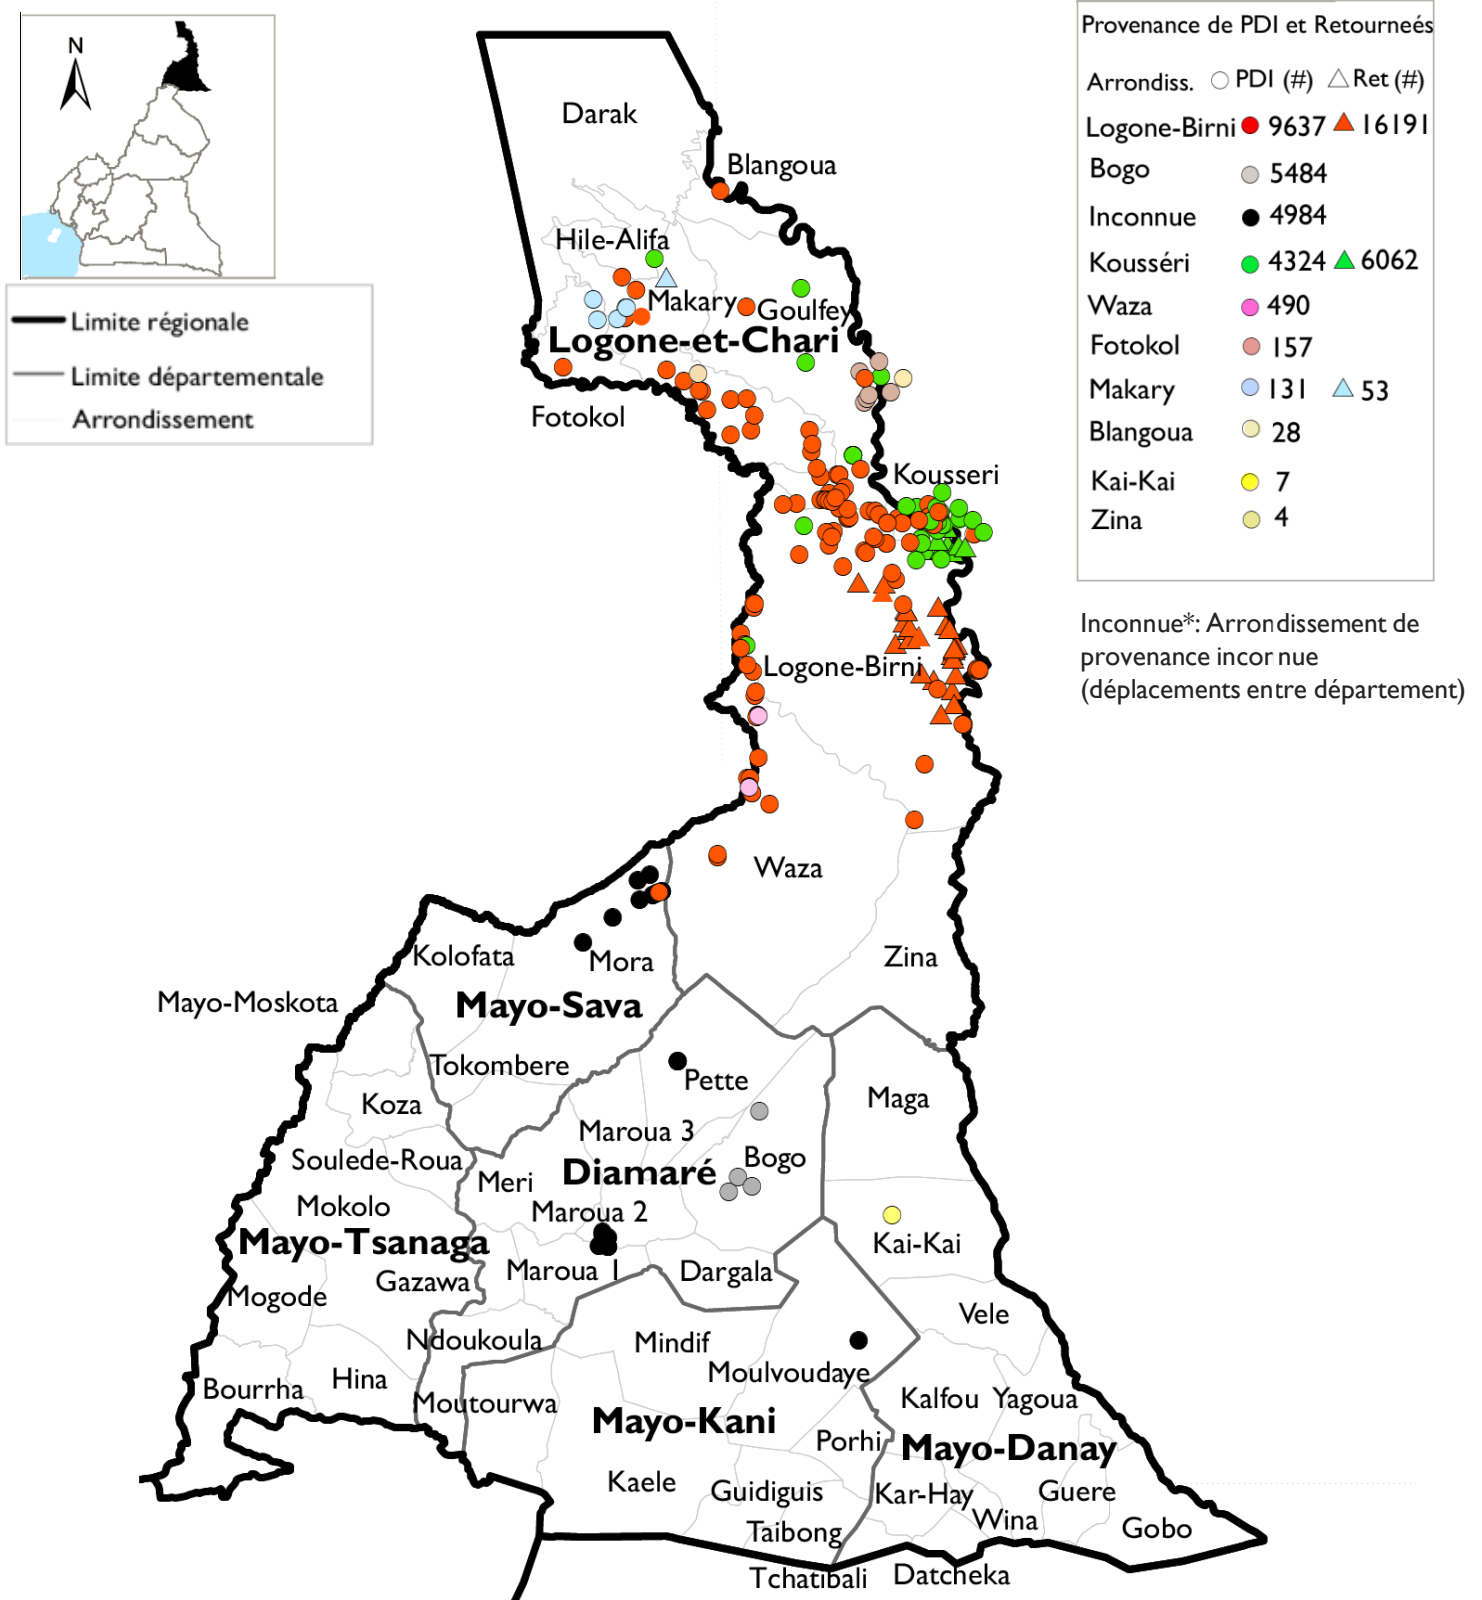 N
Limite régionale
Limite départementale
Arrondissement
Provenance de PDI et Retourneés
Arrondiss. PDI (#) Ret (#)
Logone-Birni 9637 16191
Bogo 5484
Inconnue 4984
Kousséri 4324 6062
Waza 490
Fotokol 157
Makary 131 53
Blangoua 28
Kai-Kai 7
Zina 4
Inconnue*: Arrondissement de
provenance inconnue
(déplacements entre département)
Darak
Blangoua
Hile-Alifa
Makary
Goulfey
Logone-et-Chari
Fotokol
Kousseri
Logone-Birni
Waza
Zina
Kolofata
Mora
Mayo-Moskota
Mayo-Sava
Tokombere
Pette
Maga
Koza
Maroua 3
Soulede-Roua
Bogo
Diamaré
Meri
Mokolo
Maroua 2
Mayo-Tsanaga
Kai-Kai
Maroua 1
Dargala
Gazawa
Mogode
Vele
Ndoukoula
Mindif
Moulvoudaye
Hina
Bourrha
Moutourwa
Kalfou
Yagoua
Mayo-Kani
Porhi
Mayo-Danay
Kaele
Guidiguis
Kar-Hay
Guere
Wina
Taibong
Gobo
Tchatibali
Datcheka